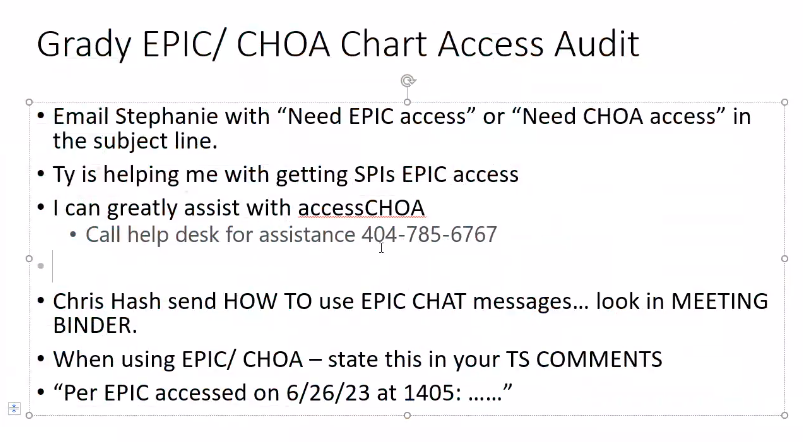 Grady EPIC/ CHOA Chart Access Audit
• Email Stephanie with “Need EPIC access” or “Need CHOA access” in
the subject line.
• Ty is helping me with getting SPIs EPIC access
• I can greatly assist with accessCHOA
• Call help desk for assistance 404-785-6767
• Chris Hash send HOW TO use EPIC CHAT messages… look in MEETING
BINDER.
• When using EPIC/ CHOA – state this in your TS COMMENTS
• “Per EPIC accessed on 6/26/23 at 1405: ……”